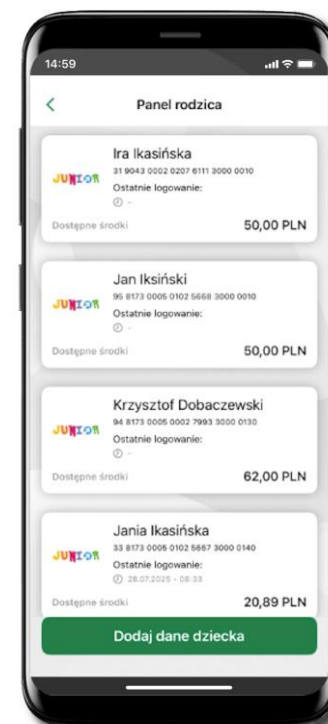 14:59
Panel rodzica
Ira Ikasińska
JUNIOR
31 9043 0002 0207 6111 3000 0010
Ostatnie logowanie:
-
Dostępne środki
50,00 PLN
Jan Iksiński
JUNIOR
95 8173 0005 0102 5668 3000 0010
Ostatnie logowanie:
-
Dostępne środki
50,00 PLN
Krzysztof Dobaczewski
JUNIOR
94 8173 0005 0002 7993 3000 0130
Ostatnie logowanie:
-
Dostępne środki
62,00 PLN
Jania Ikasińska
JUNIOR
33 8173 0005 0102 5667 3000 0140
Ostatnie logowanie:
28.07.2025 - 08:33
Dostępne środki
20,89 PLN
Dodaj dane dziecka